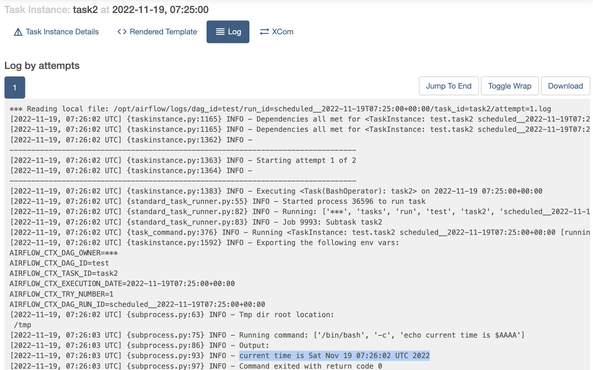 Task Instance: task2 at 2022-11-19, 07:25:00
Task Instance Details
Rendered Template
Log
XCom
Log by attempts
1
Jump To End
Toggle Wrap
Download
*** Reading local file: /opt/airflow/logs/dag_id=test/run_id=scheduled__2022-11-19T07:25:00+00:00/task_id=task2/attempt=1.log
[2022-11-19, 07:26:02 UTC] {taskinstance.py:1165} INFO - Dependencies all met for <TaskInstance: test.task2 scheduled__2022-11-19T07:2
[2022-11-19, 07:26:02 UTC] {taskinstance.py:1165} INFO - Dependencies all met for <TaskInstance: test.task2 scheduled__2022-11-19T07:2
[2022-11-19, 07:26:02 UTC] {taskinstance.py:1362} INFO -
--------------------------------------------------------------------------------
[2022-11-19, 07:26:02 UTC] {taskinstance.py:1363} INFO - Starting attempt 1 of 2
[2022-11-19, 07:26:02 UTC] {taskinstance.py:1364} INFO -
--------------------------------------------------------------------------------
[2022-11-19, 07:26:02 UTC] {taskinstance.py:1383} INFO - Executing <Task(BashOperator): task2> on 2022-11-19 07:25:00+00:00
[2022-11-19, 07:26:02 UTC] {standard_task_runner.py:55} INFO - Started process 36596 to run task
[2022-11-19, 07:26:02 UTC] {standard_task_runner.py:82} INFO - Running: ['***', 'tasks', 'run', 'test', 'task2', 'scheduled__2022-11-1
[2022-11-19, 07:26:02 UTC] {standard_task_runner.py:83} INFO - Job 9993: Subtask task2
[2022-11-19, 07:26:02 UTC] {task_command.py:376} INFO - Running <TaskInstance: test.task2 scheduled__2022-11-19T07:25:00+00:00 [runnin
[2022-11-19, 07:26:02 UTC] {taskinstance.py:1592} INFO - Exporting the following env vars:
AIRFLOW_CTX_DAG_OWNER=***
AIRFLOW_CTX_DAG_ID=test
AIRFLOW_CTX_TASK_ID=task2
AIRFLOW_CTX_EXECUTION_DATE=2022-11-19T07:25:00+00:00
AIRFLOW_CTX_TRY_NUMBER=1
AIRFLOW_CTX_DAG_RUN_ID=scheduled__2022-11-19T07:25:00+00:00
[2022-11-19, 07:26:02 UTC] {subprocess.py:63} INFO - Tmp dir root location:
/tmp
[2022-11-19, 07:26:03 UTC] {subprocess.py:75} INFO - Running command: ['/bin/bash', '-c', 'echo current time is $AAAA']
[2022-11-19, 07:26:03 UTC] {subprocess.py:86} INFO - Output:
[2022-11-19, 07:26:03 UTC] {subprocess.py:93} INFO - current time is Sat Nov 19 07:26:02 UTC 2022
[2022-11-19, 07:26:03 UTC] {subprocess.py:97} INFO - Command exited with return code 0